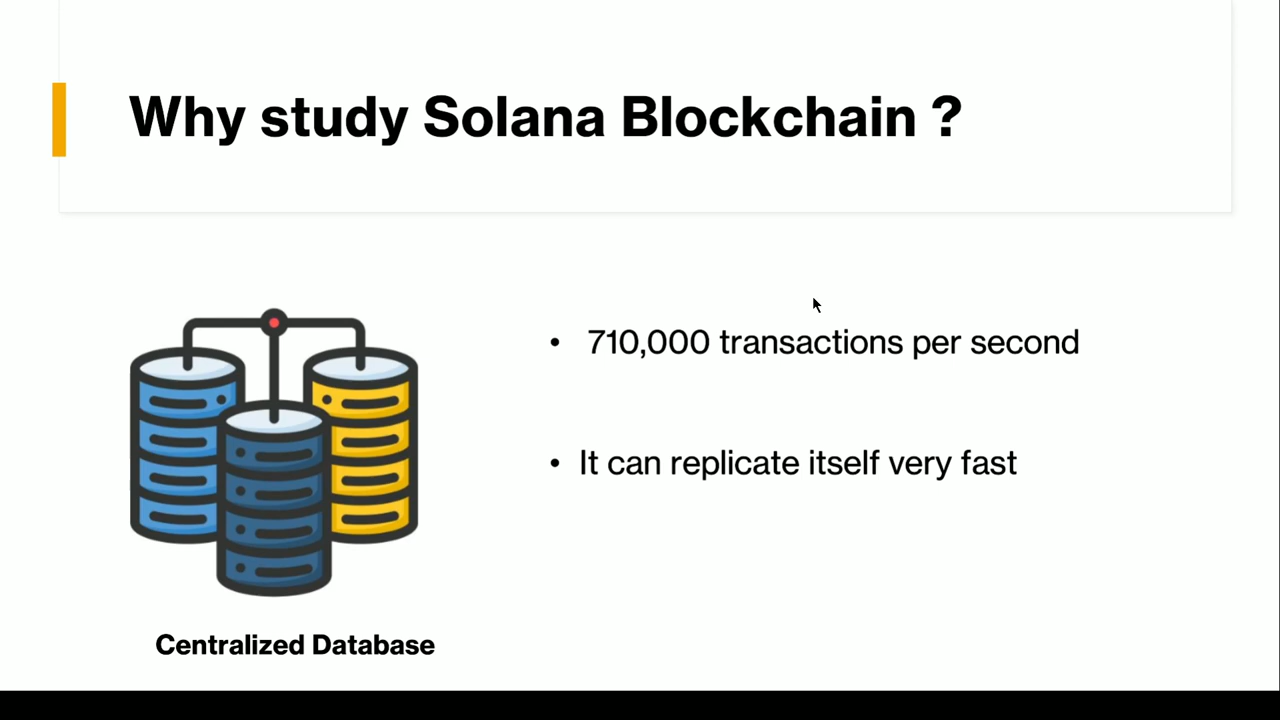 Why study Solana Blockchain ?
• 710,000 transactions per second
• It can replicate itself very fast
Centralized Database